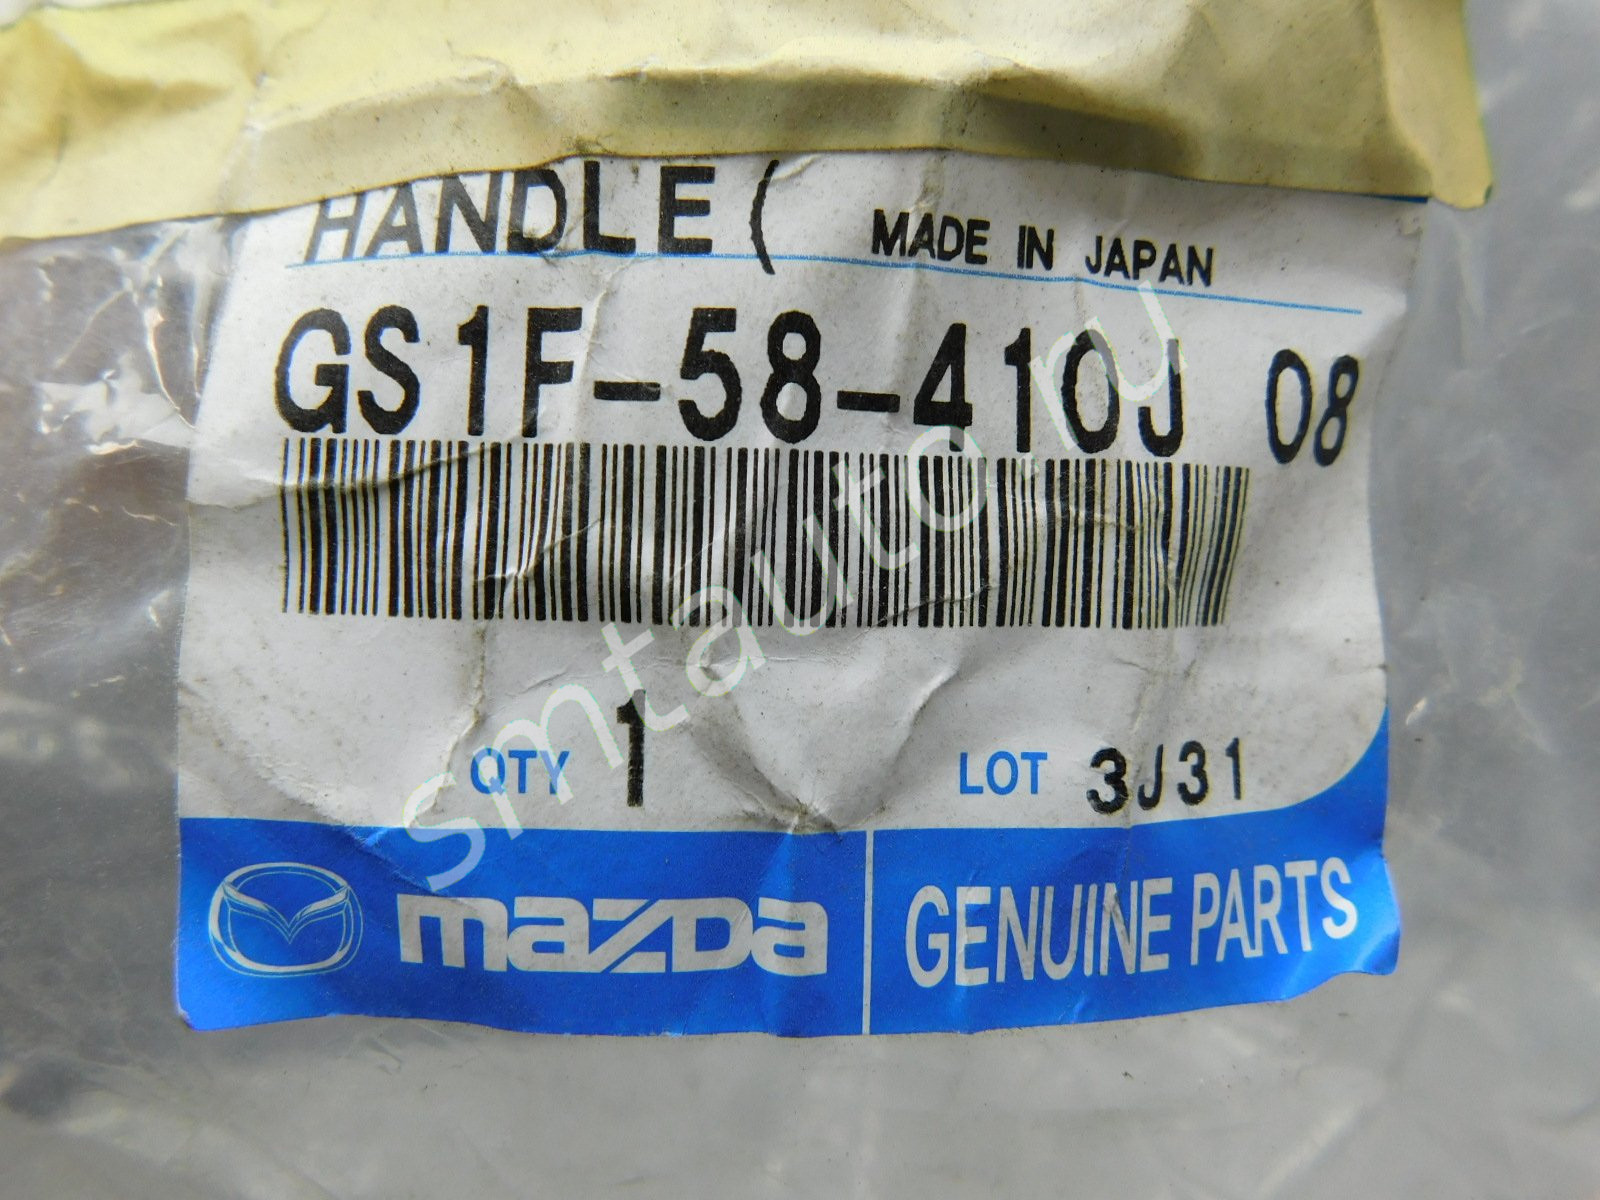 HANDLE ( MADE IN JAPAN
GS1F-58-410J 08
QTY 1 LOT 3J31
mazda GENUINE PARTS
smtauto.ru